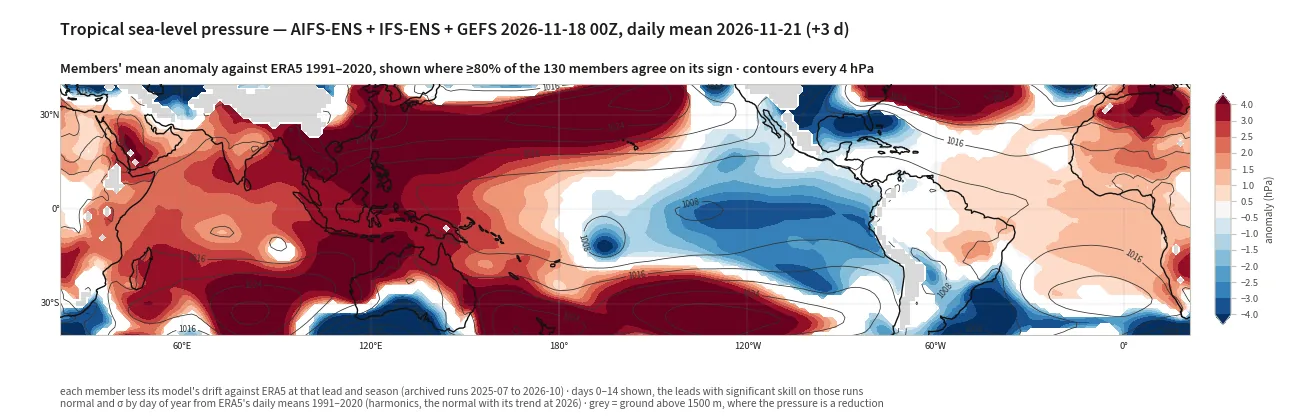 Tropical sea-level pressure — AIFS-ENS + IFS-ENS + GEFS 2026-11-18 00Z, daily mean 2026-11-21 (+3 d)
Members' mean anomaly against ERA5 1991–2020, shown where ≥80% of the 130 members agree on its sign · contours every 4 hPa
30°N
0°
30°S
60°E
120°E
180°
120°W
60°W
0°
1016
1016
1024
1008
1008
1016
1016
1024
1016
1016
1024
1008
4.0
3.0
2.5
2.0
1.5
1.0
0.5
−0.5
−1.0
−1.5
−2.0
−2.5
−3.0
−4.0
anomaly (hPa)
each member less its model's drift against ERA5 at that lead and season (archived runs 2025-07 to 2026-10) · days 0–14 shown, the leads with significant skill on those runs
normal and σ by day of year from ERA5's daily means 1991–2020 (harmonics, the normal with its trend at 2026) · grey = ground above 1500 m, where the pressure is a reduction